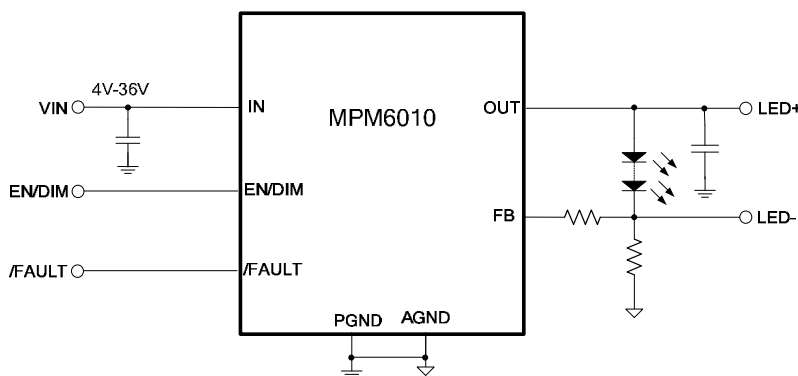 4V-36V
VIN
IN
MPM6010
OUT
LED+
EN/DIM
EN/DIM
FB
LED-
/FAULT
/FAULT
PGND
AGND